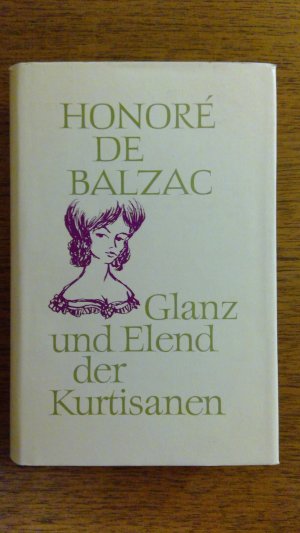 HONORÉ
DE
BALZAC
Glanz
und Elend
der
Kurtisanen